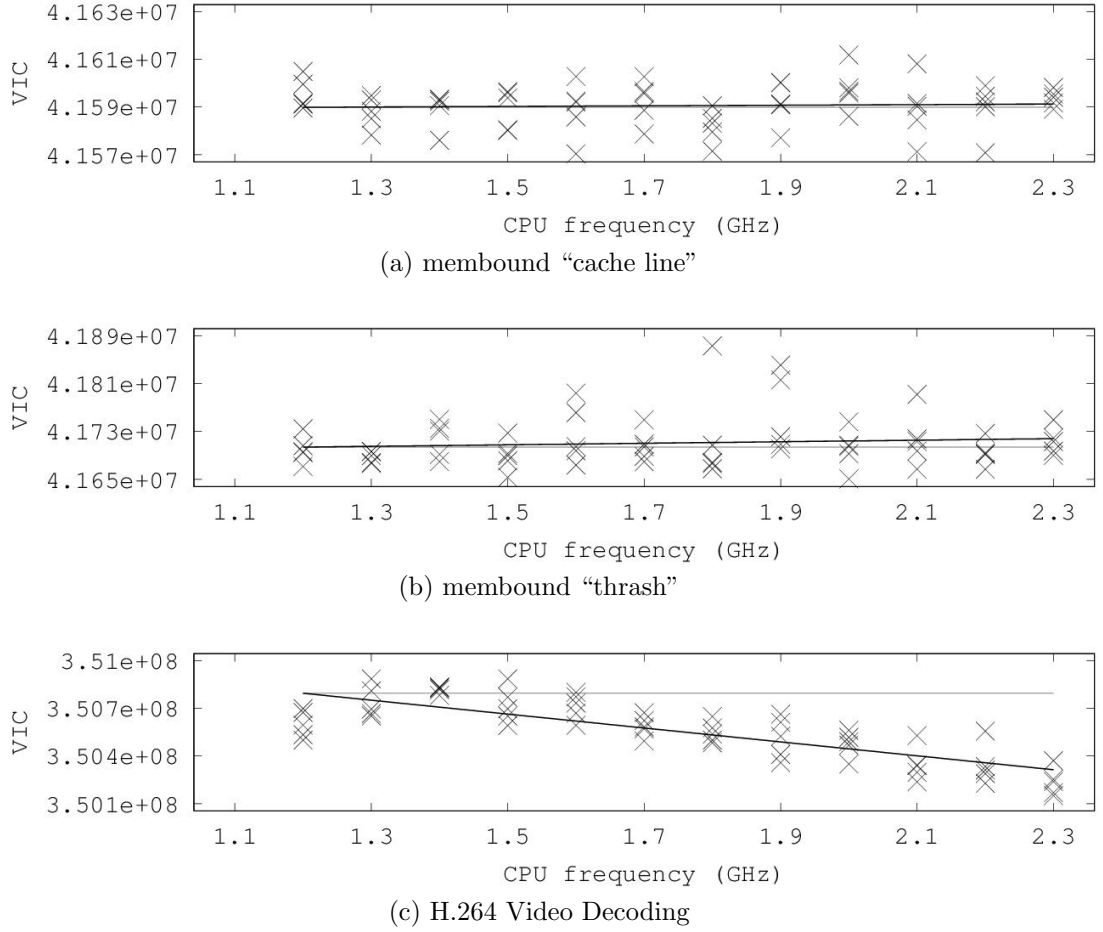 4.163e+07
4.161e+07
4.159e+07
4.157e+07
VIC
1.1 1.3 1.5 1.7 1.9 2.1 2.3
CPU frequency (GHz)
(a) membound “cache line”
4.189e+07
4.181e+07
4.173e+07
4.165e+07
VIC
1.1 1.3 1.5 1.7 1.9 2.1 2.3
CPU frequency (GHz)
(b) membound “thrash”
3.51e+08
3.507e+08
3.504e+08
3.501e+08
VIC
1.1 1.3 1.5 1.7 1.9 2.1 2.3
CPU frequency (GHz)
(c) H.264 Video Decoding